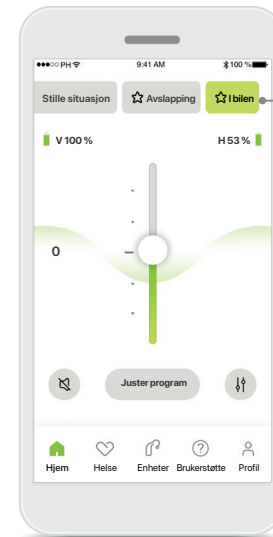 PH 9:41 AM 100 %
Stille situasjon Avslapping I bilen
V 100 % H 53 %
0
Juster program
Hjem Helse Enheter Brukerstøtte Profil